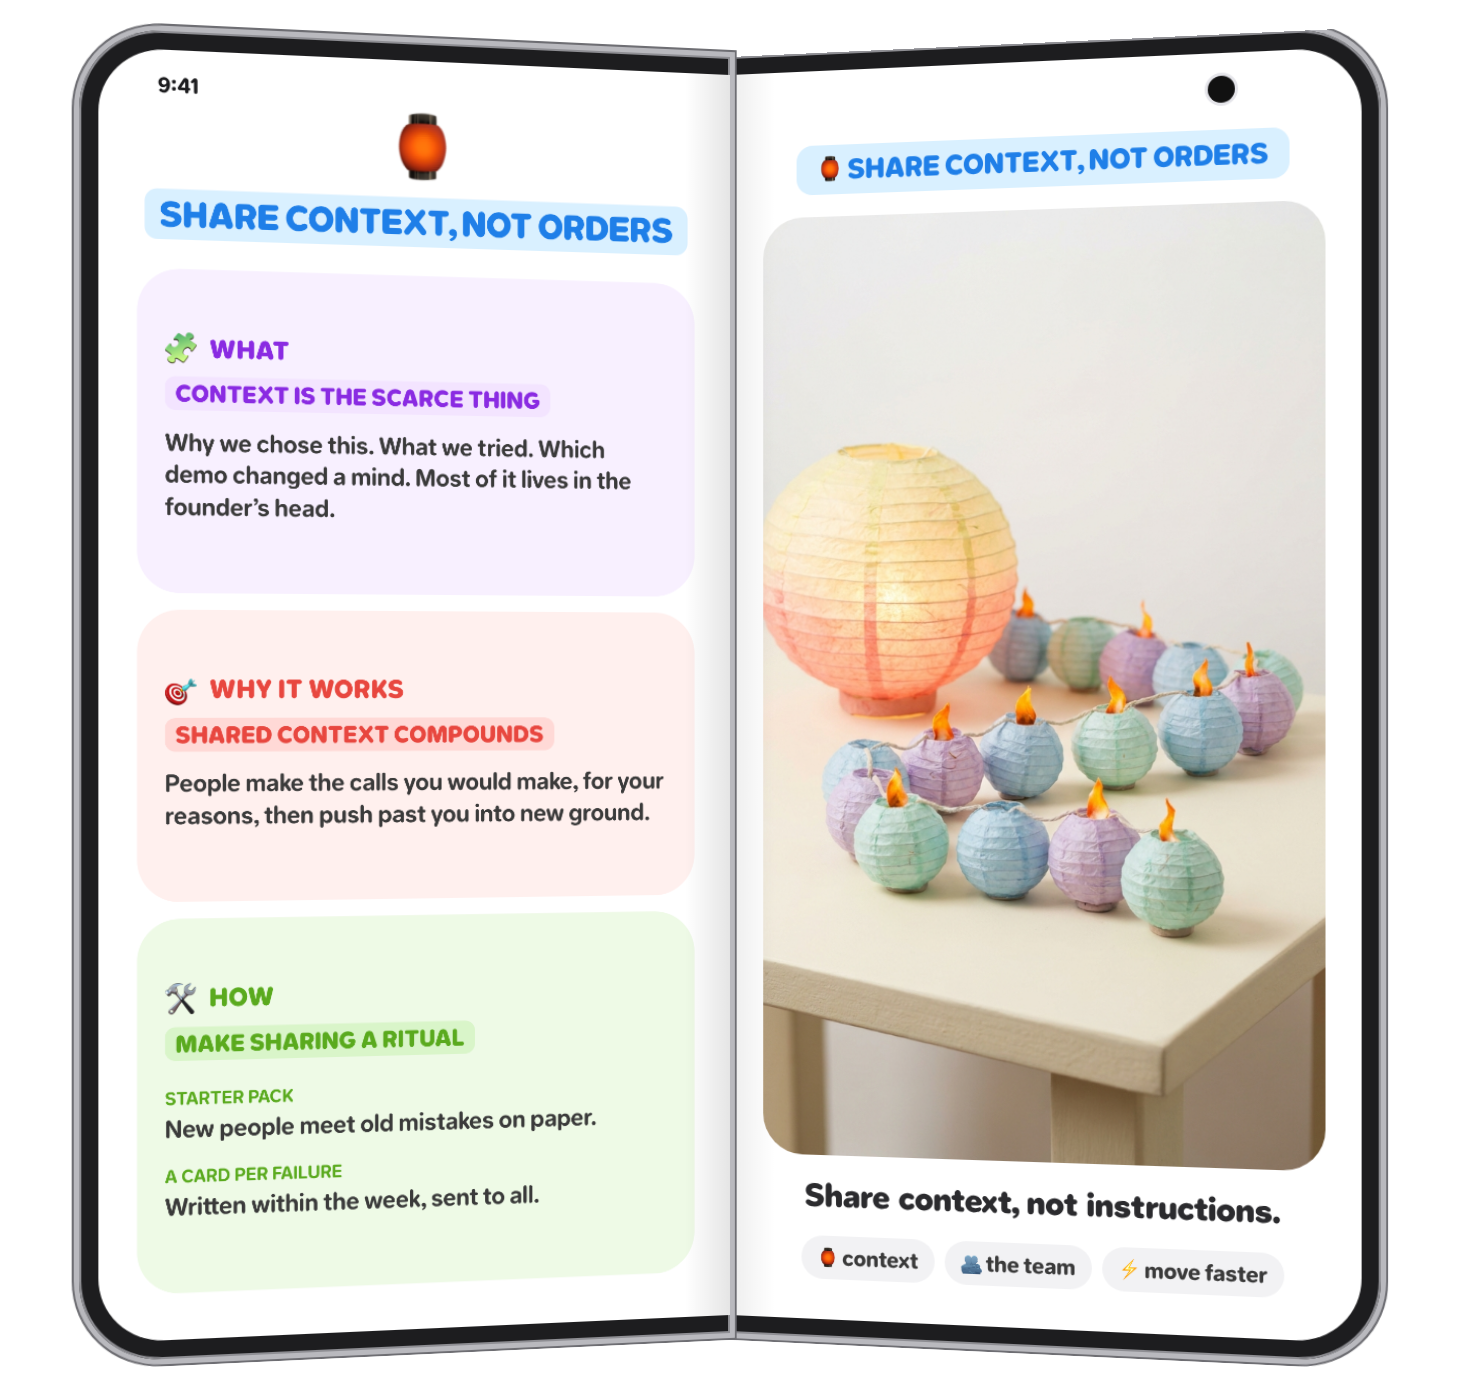 9:41
SHARE CONTEXT, NOT ORDERS
WHAT
CONTEXT IS THE SCARCE THING
Why we chose this. What we tried. Which
demo changed a mind. Most of it lives in the
founder’s head.
WHY IT WORKS
SHARED CONTEXT COMPOUNDS
People make the calls you would make, for your
reasons, then push past you into new ground.
HOW
MAKE SHARING A RITUAL
STARTER PACK
New people meet old mistakes on paper.
A CARD PER FAILURE
Written within the week, sent to all.
SHARE CONTEXT, NOT ORDERS
Share context, not instructions.
context
the team
move faster